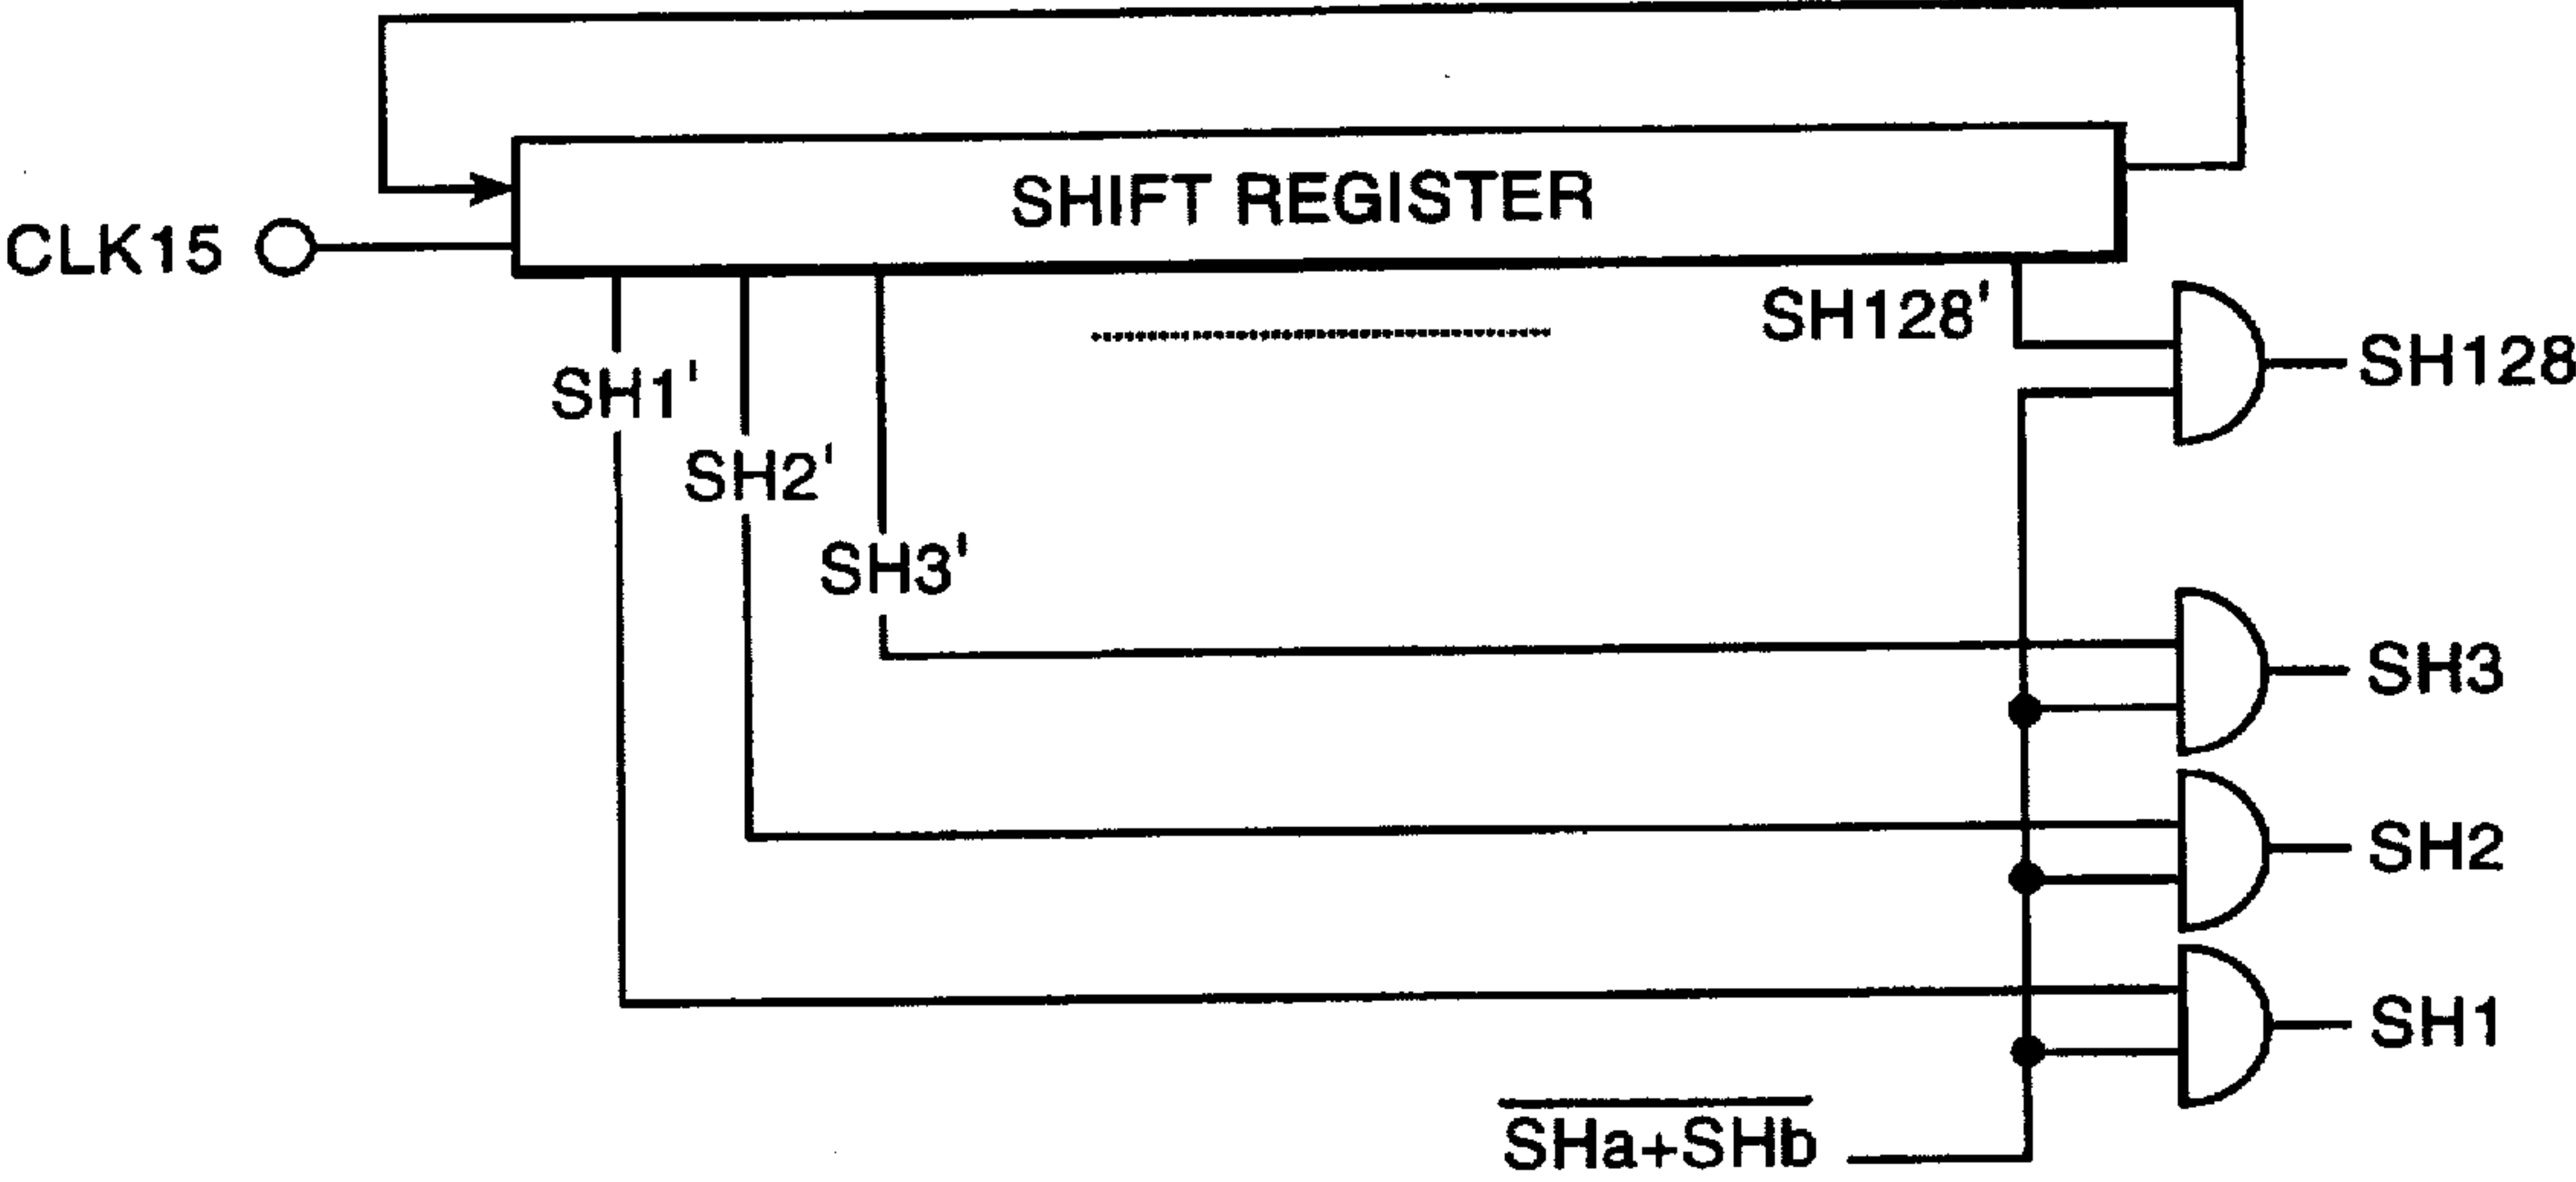 SHIFT REGISTER
CLK15
SH128'
SH128
SH1'
SH2'
SH3'
SH3
SH2
SH1
SHa+SHb